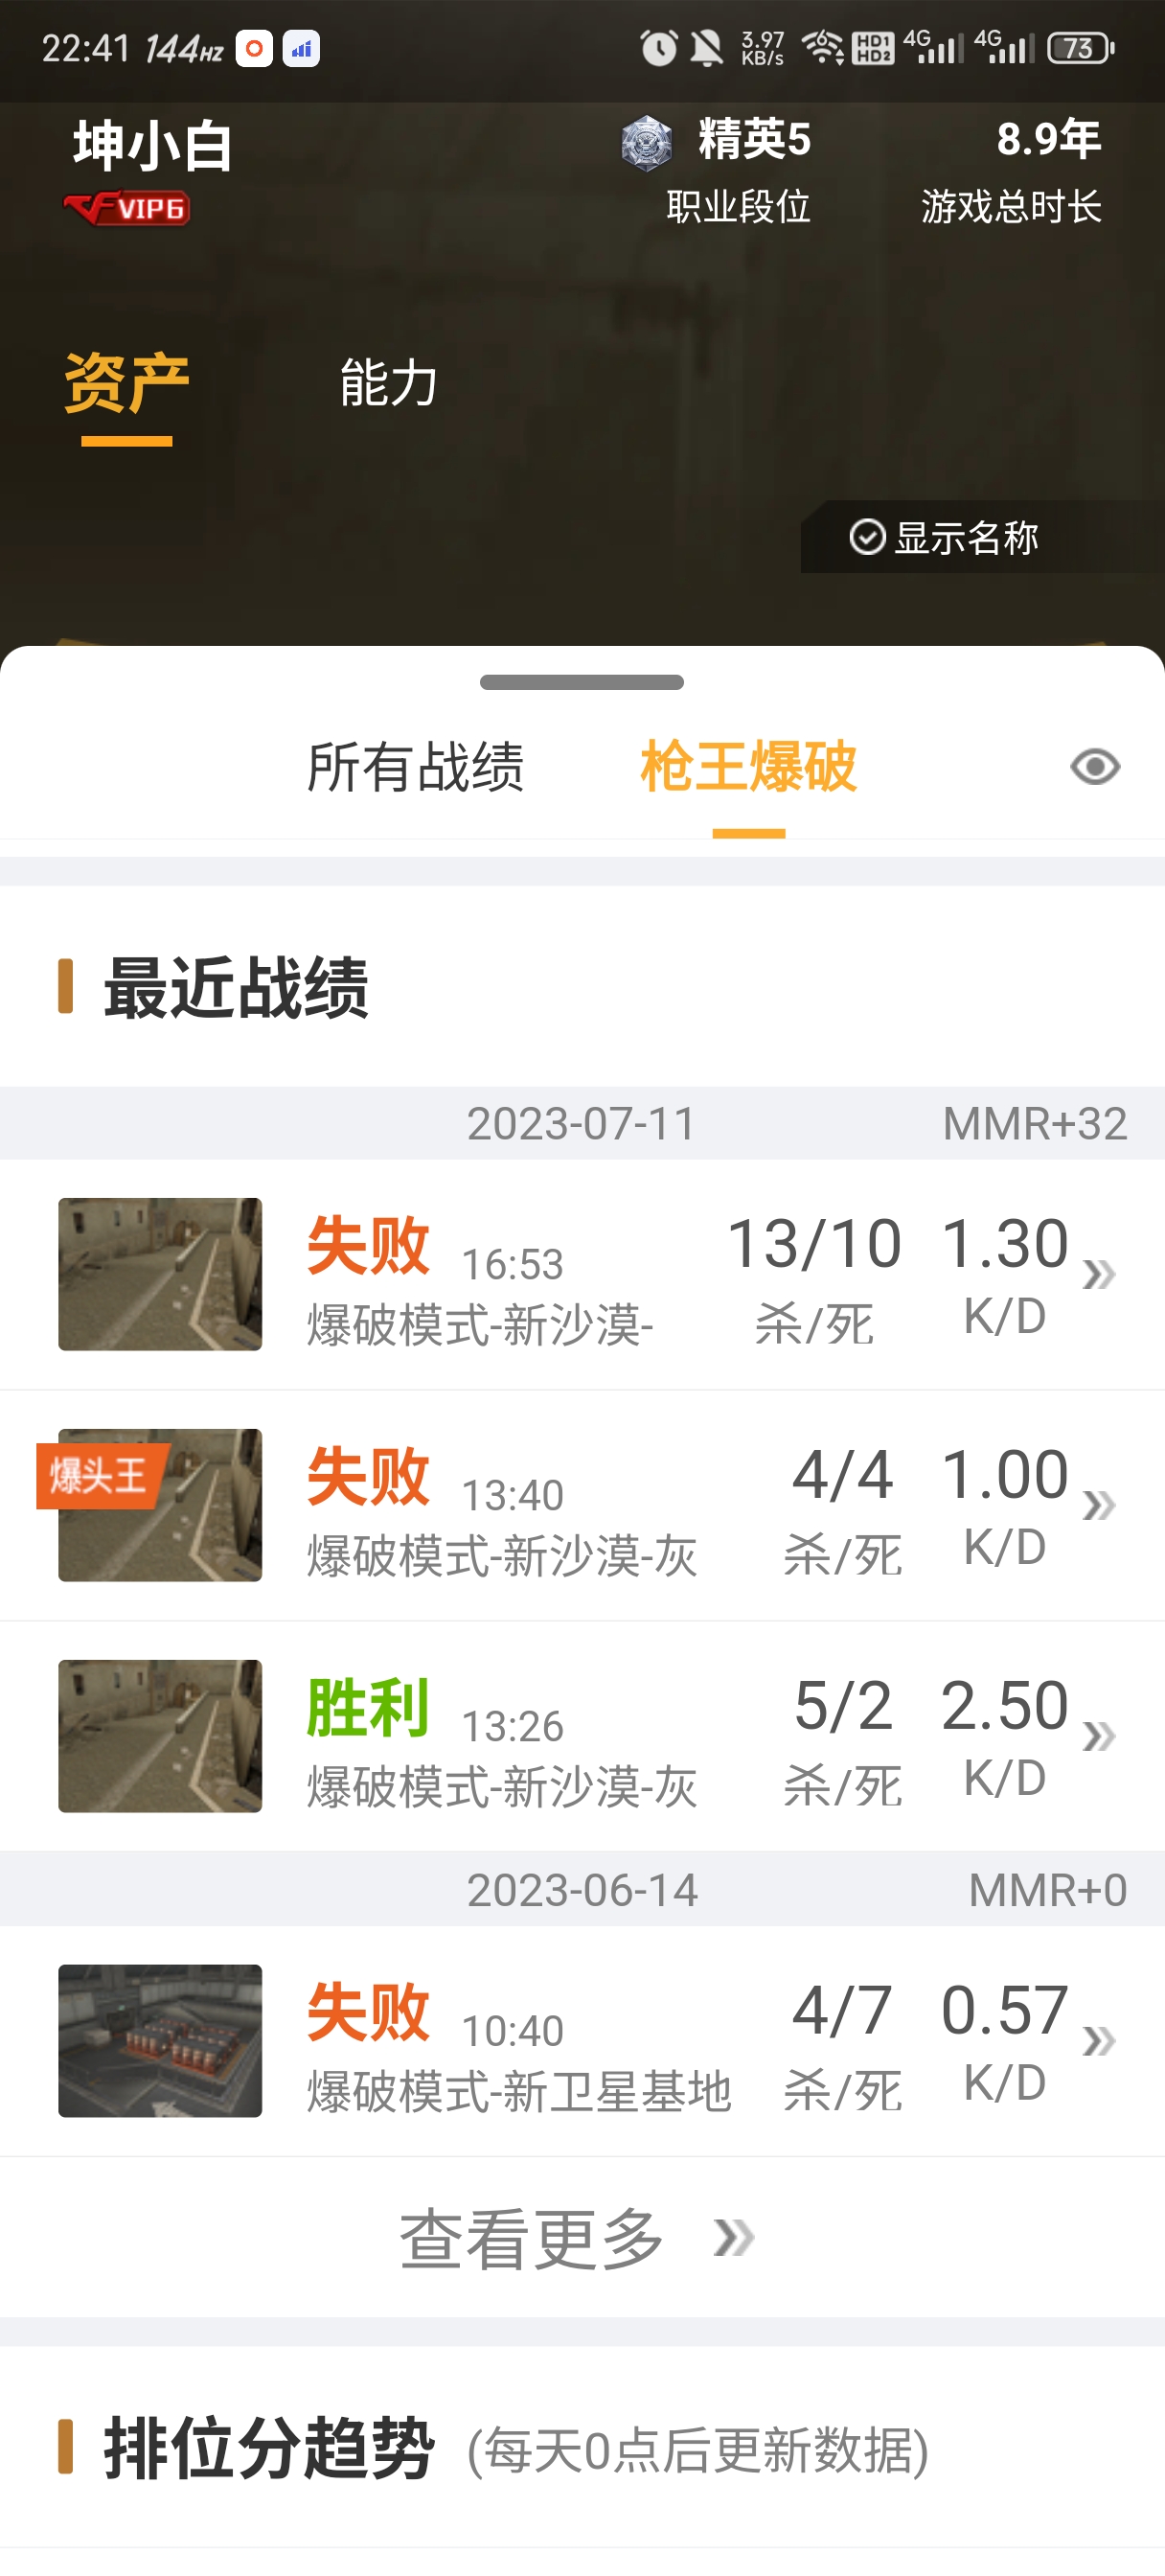 22:41 144HZ 3.97 KB/s 6 HD1 HD2 4G 4G 73
坤小白 精英5 8.9年
CF VIP6 职业段位 游戏总时长
资产 能力
显示名称
所有战绩 枪王爆破
最近战绩
2023-07-11 MMR+32
失败 16:53 13/10 1.30
爆破模式-新沙漠- 杀/死 K/D
爆头王
失败 13:40 4/4 1.00
爆破模式-新沙漠-灰 杀/死 K/D
胜利 13:26 5/2 2.50
爆破模式-新沙漠-灰 杀/死 K/D
2023-06-14 MMR+0
失败 10:40 4/7 0.57
爆破模式-新卫星基地 杀/死 K/D
查看更多
排位分趋势 (每天0点后更新数据)